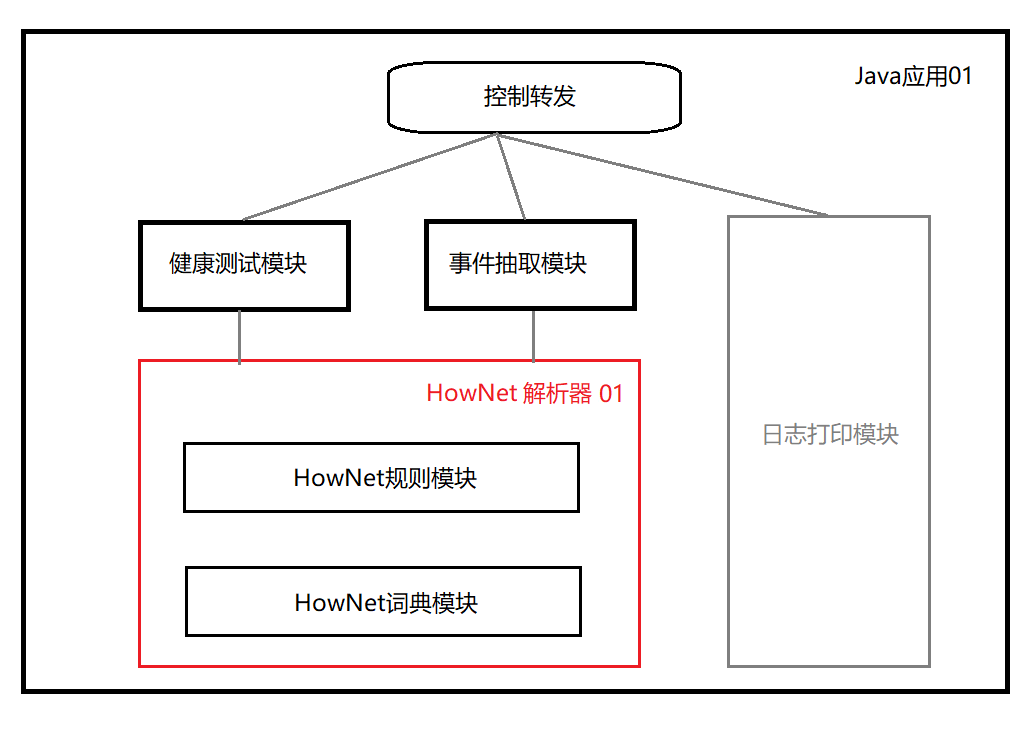 Java应用01
控制转发
健康测试模块
事件抽取模块
HowNet 解析器 01
日志打印模块
HowNet规则模块
HowNet词典模块